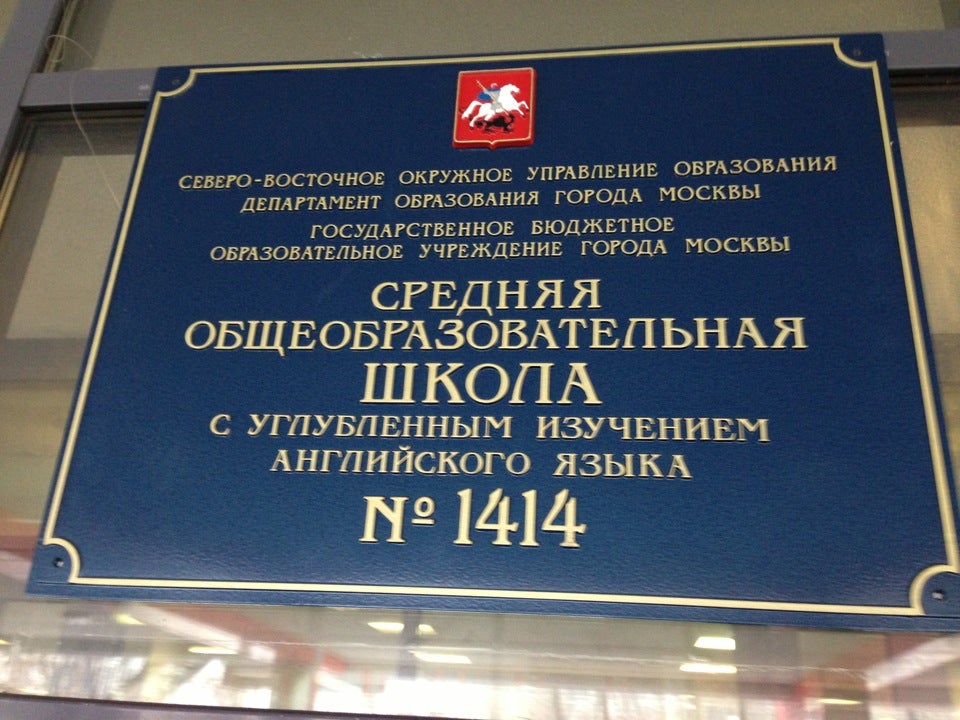 СЕВЕРО-ВОСТОЧНОЕ ОКРУЖНОЕ УПРАВЛЕНИЕ ОБРАЗОВАНИЯ
ДЕПАРТАМЕНТ ОБРАЗОВАНИЯ ГОРОДА МОСКВЫ
ГОСУДАРСТВЕННОЕ БЮДЖЕТНОЕ
ОБРАЗОВАТЕЛЬНОЕ УЧРЕЖДЕНИЕ ГОРОДА МОСКВЫ
СРЕДНЯЯ
ОБЩЕОБРАЗОВАТЕЛЬНАЯ
ШКОЛА
С УГЛУБЛЕННЫМ ИЗУЧЕНИЕМ
АНГЛИЙСКОГО ЯЗЫКА
№ 1414